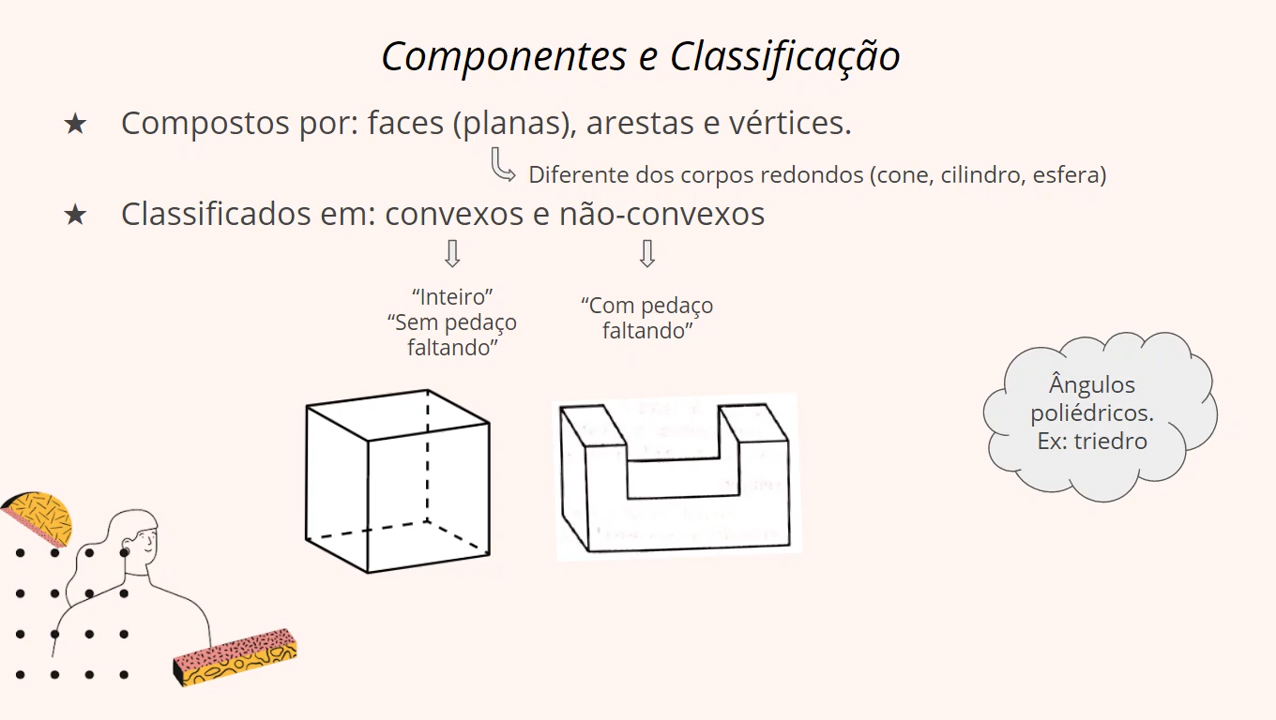 Componentes e Classificação
★ Compostos por: faces (planas), arestas e vértices.
Diferente dos corpos redondos (cone, cilindro, esfera)
★ Classificados em: convexos e não-convexos
“Inteiro”
“Sem pedaço
faltando”
“Com pedaço
faltando”
Ângulos
poliédricos.
Ex: triedro